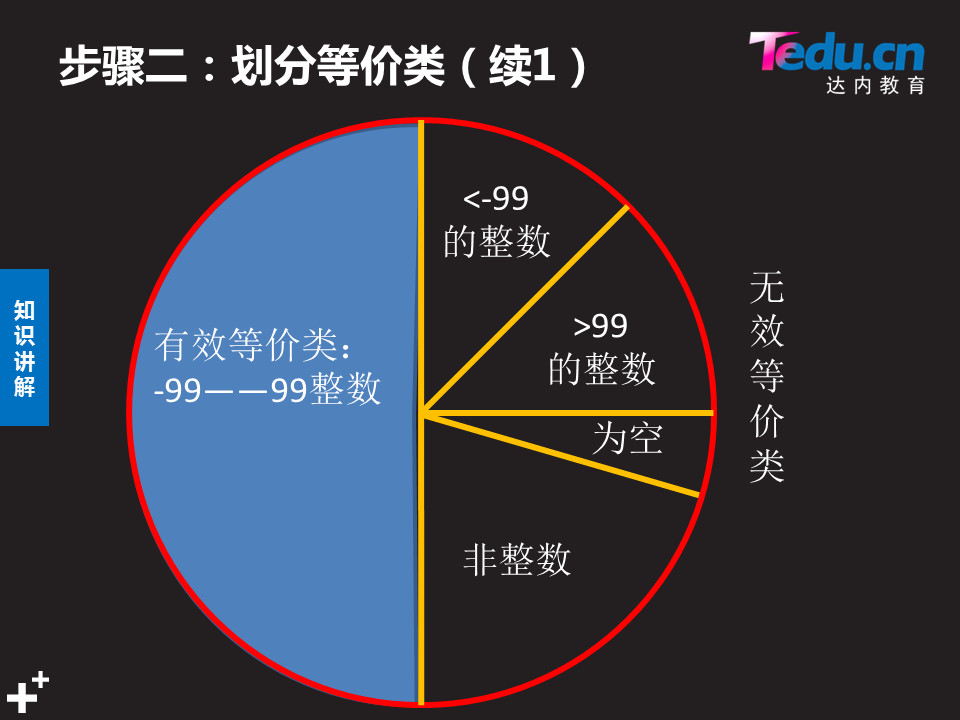 步骤二：划分等价类（续1）
Tedu.cn
达内教育
知识讲解
<-99
的整数
>99
的整数
有效等价类：
-99——99整数
为空
非整数
无效等价类